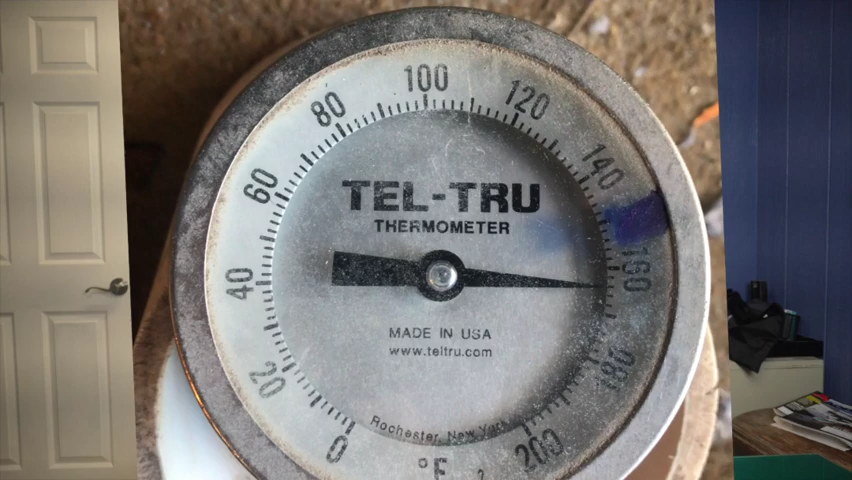 100
80
120
60
140
TEL-TRU
THERMOMETER
40
160
MADE IN USA
www.teltru.com
20
180
Rochester, New York
0
200
°F